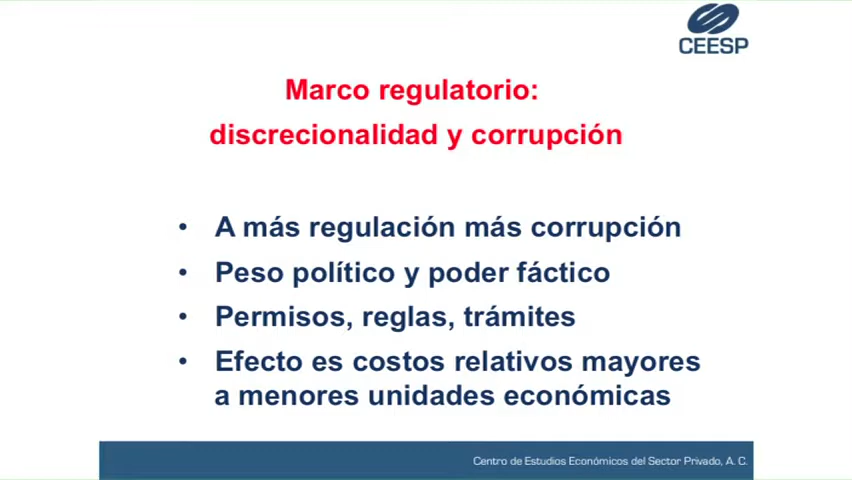 CEESP
Marco regulatorio:
discrecionalidad y corrupción
• A más regulación más corrupción
• Peso político y poder fáctico
• Permisos, reglas, trámites
• Efecto es costos relativos mayores
a menores unidades económicas
Centro de Estudios Económicos del Sector Privado, A. C.